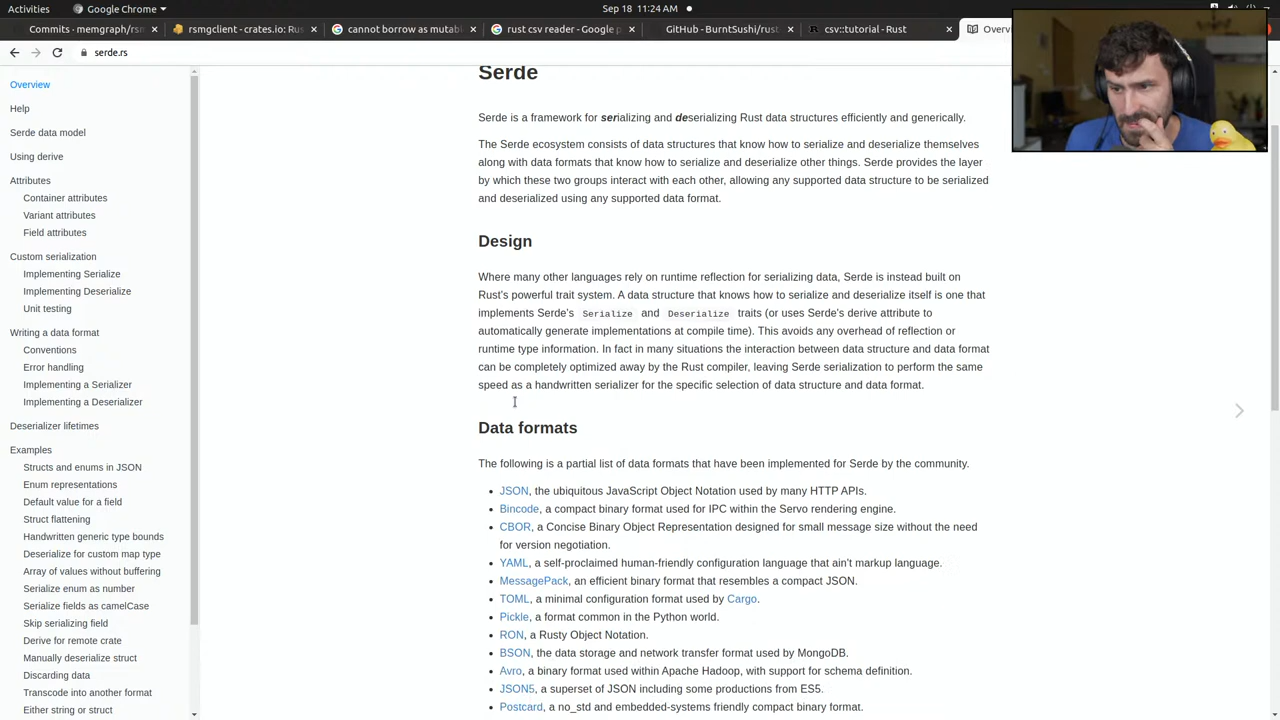 Activities
Google Chrome
Sep 18 11:24 AM
Commits · memgraph/rsm
rsmgclient - crates.io: Rus
cannot borrow as mutab
rust csv reader - Google
GitHub - BurntSushi/rust
csv::tutorial - Rust
Overv
serde.rs
Overview
Help
Serde data model
Using derive
Attributes
Container attributes
Variant attributes
Field attributes
Custom serialization
Implementing Serialize
Implementing Deserialize
Unit testing
Writing a data format
Conventions
Error handling
Implementing a Serializer
Implementing a Deserializer
Deserializer lifetimes
Examples
Structs and enums in JSON
Enum representations
Default value for a field
Struct flattening
Handwritten generic type bounds
Deserialize for custom map type
Array of values without buffering
Serialize enum as number
Serialize fields as camelCase
Skip serializing field
Derive for remote crate
Manually deserialize struct
Discarding data
Transcode into another format
Either string or struct
Serde
Serde is a framework for serializing and deserializing Rust data structures efficiently and generically.
The Serde ecosystem consists of data structures that know how to serialize and deserialize themselves
along with data formats that know how to serialize and deserialize other things. Serde provides the layer
by which these two groups interact with each other, allowing any supported data structure to be serialized
and deserialized using any supported data format.
Design
Where many other languages rely on runtime reflection for serializing data, Serde is instead built on
Rust's powerful trait system. A data structure that knows how to serialize and deserialize itself is one that
implements Serde's Serialize and Deserialize traits (or uses Serde's derive attribute to
automatically generate implementations at compile time). This avoids any overhead of reflection or
runtime type information. In fact in many situations the interaction between data structure and data format
can be completely optimized away by the Rust compiler, leaving Serde serialization to perform the same
speed as a handwritten serializer for the specific selection of data structure and data format.
Data formats
The following is a partial list of data formats that have been implemented for Serde by the community.
• JSON, the ubiquitous JavaScript Object Notation used by many HTTP APIs.
• Bincode, a compact binary format used for IPC within the Servo rendering engine.
• CBOR, a Concise Binary Object Representation designed for small message size without the need
for version negotiation.
• YAML, a self-proclaimed human-friendly configuration language that ain't markup language.
• MessagePack, an efficient binary format that resembles a compact JSON.
• TOML, a minimal configuration format used by Cargo.
• Pickle, a format common in the Python world.
• RON, a Rusty Object Notation.
• BSON, the data storage and network transfer format used by MongoDB.
• Avro, a binary format used within Apache Hadoop, with support for schema definition.
• JSON5, a superset of JSON including some productions from ES5.
• Postcard, a no_std and embedded-systems friendly compact binary format.